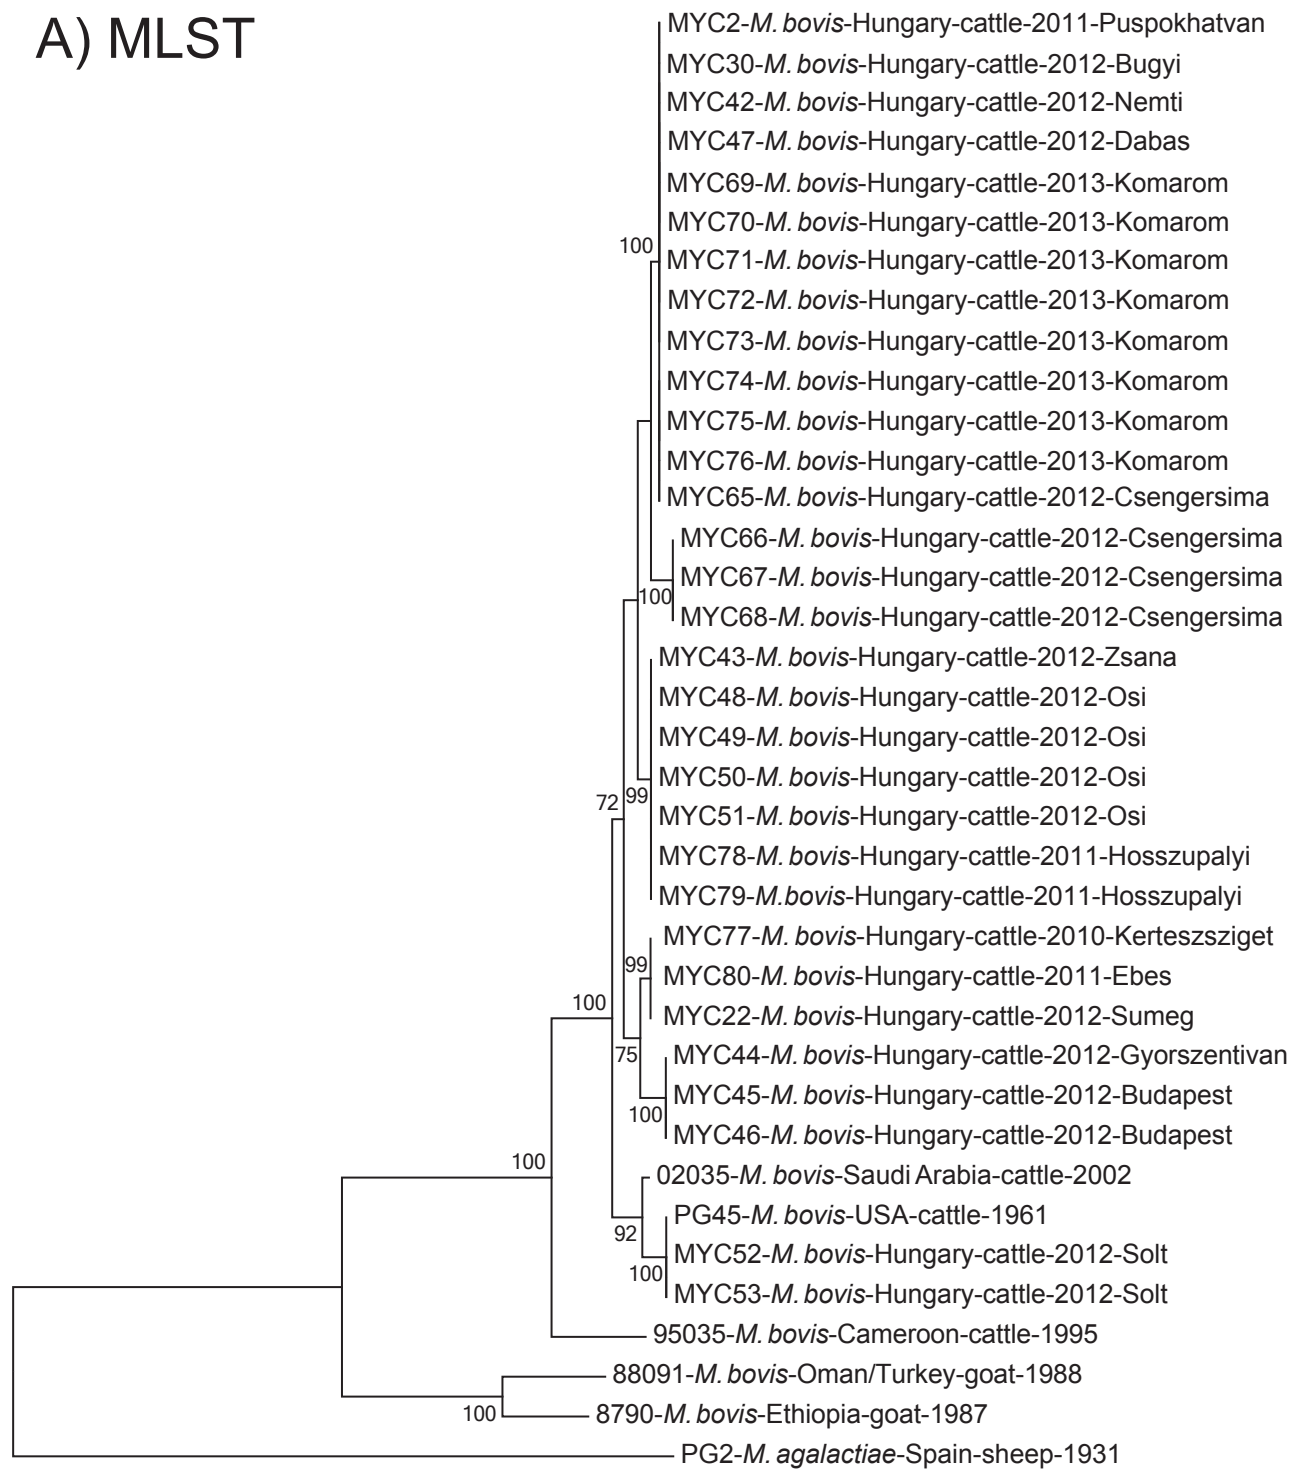 A) MLST
MYC2-M. bovis-Hungary-cattle-2011-Puspokhatvan
MYC30-M. bovis-Hungary-cattle-2012-Bugyi
MYC42-M. bovis-Hungary-cattle-2012-Nemti
MYC47-M. bovis-Hungary-cattle-2012-Dabas
MYC69-M. bovis-Hungary-cattle-2013-Komarom
MYC70-M. bovis-Hungary-cattle-2013-Komarom
100
MYC71-M. bovis-Hungary-cattle-2013-Komarom
MYC72-M. bovis-Hungary-cattle-2013-Komarom
MYC73-M. bovis-Hungary-cattle-2013-Komarom
MYC74-M. bovis-Hungary-cattle-2013-Komarom
MYC75-M. bovis-Hungary-cattle-2013-Komarom
MYC76-M. bovis-Hungary-cattle-2013-Komarom
MYC65-M. bovis-Hungary-cattle-2012-Csengersima
MYC66-M. bovis-Hungary-cattle-2012-Csengersima
MYC67-M. bovis-Hungary-cattle-2012-Csengersima
100
MYC68-M. bovis-Hungary-cattle-2012-Csengersima
MYC43-M. bovis-Hungary-cattle-2012-Zsana
MYC48-M. bovis-Hungary-cattle-2012-Osi
MYC49-M. bovis-Hungary-cattle-2012-Osi
MYC50-M. bovis-Hungary-cattle-2012-Osi
72
99
MYC51-M. bovis-Hungary-cattle-2012-Osi
MYC78-M. bovis-Hungary-cattle-2011-Hosszupalyi
MYC79-M.bovis-Hungary-cattle-2011-Hosszupalyi
MYC77-M. bovis-Hungary-cattle-2010-Kerteszsziget
99
MYC80-M. bovis-Hungary-cattle-2011-Ebes
100
MYC22-M. bovis-Hungary-cattle-2012-Sumeg
75
MYC44-M. bovis-Hungary-cattle-2012-Gyorszentivan
MYC45-M. bovis-Hungary-cattle-2012-Budapest
100
MYC46-M. bovis-Hungary-cattle-2012-Budapest
100
02035-M. bovis-Saudi Arabia-cattle-2002
PG45-M. bovis-USA-cattle-1961
92
MYC52-M. bovis-Hungary-cattle-2012-Solt
100
MYC53-M. bovis-Hungary-cattle-2012-Solt
95035-M. bovis-Cameroon-cattle-1995
88091-M. bovis-Oman/Turkey-goat-1988
100
8790-M. bovis-Ethiopia-goat-1987
PG2-M. agalactiae-Spain-sheep-1931